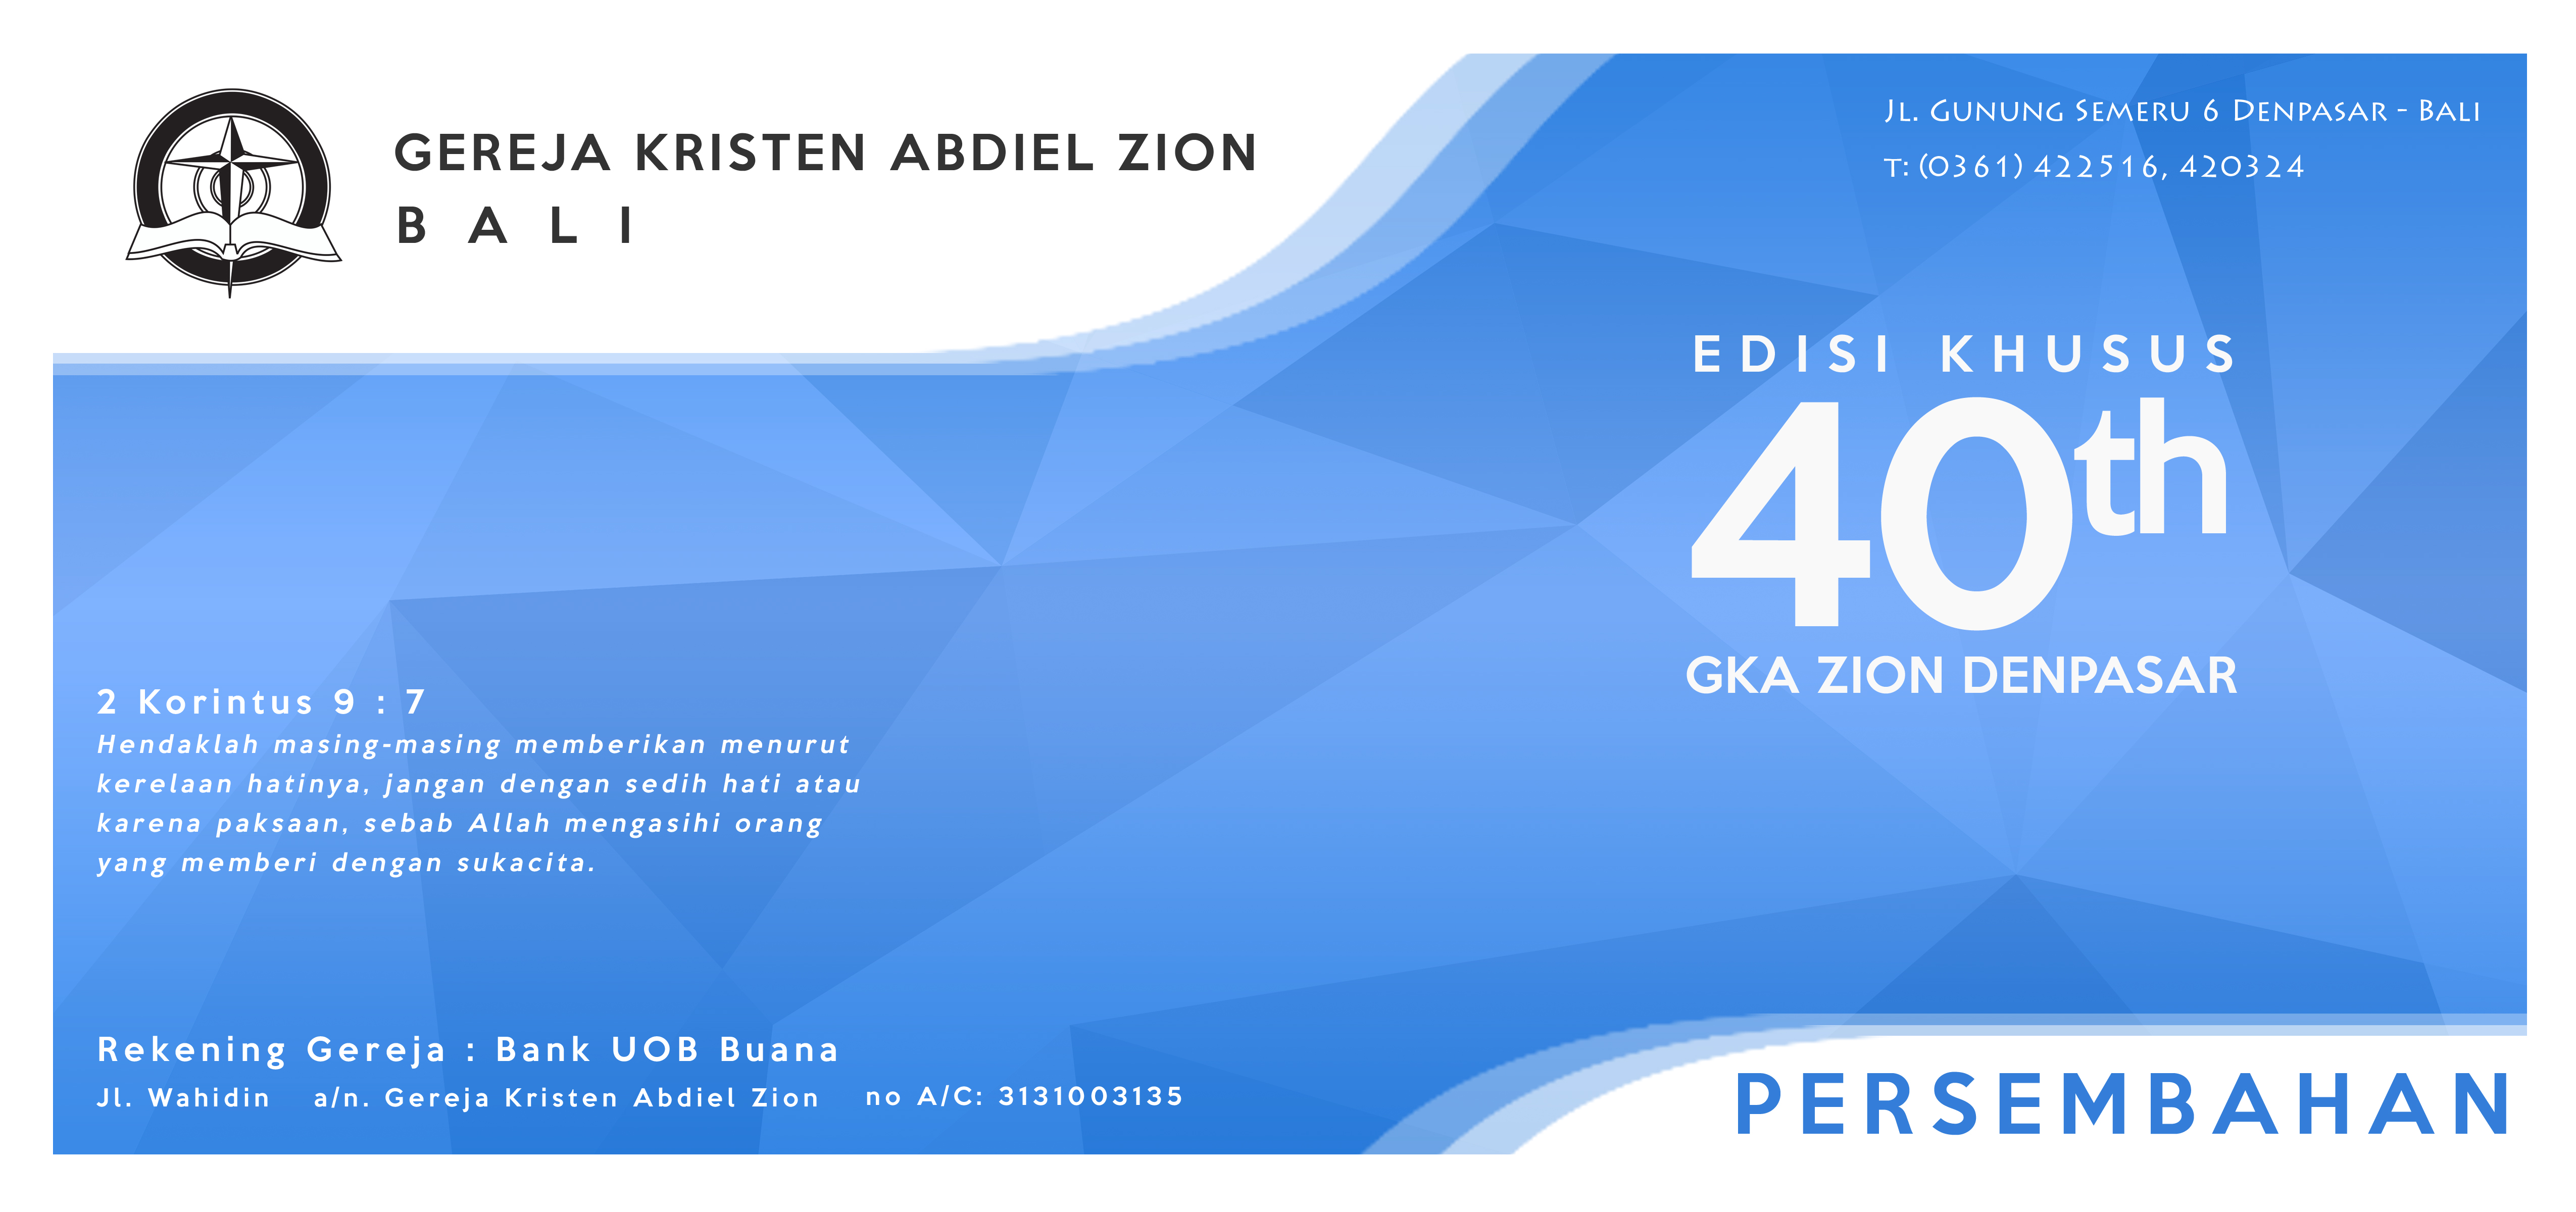 GEREJA KRISTEN ABDIEL ZION
BALI
JL. GUNUNG SEMERU 6 DENPASAR - BALI
T: (0361) 422516, 420324
EDISI KHUSUS
40th
GKA ZION DENPASAR
2 Korintus 9 : 7
Hendaklah masing-masing memberikan menurut
kerelaan hatinya, jangan dengan sedih hati atau
karena paksaan, sebab Allah mengasihi orang
yang memberi dengan sukacita.
Rekening Gereja : Bank UOB Buana
Jl. Wahidin a/n. Gereja Kristen Abdiel Zion no A/C: 3131003135
PERSEMBAHAN